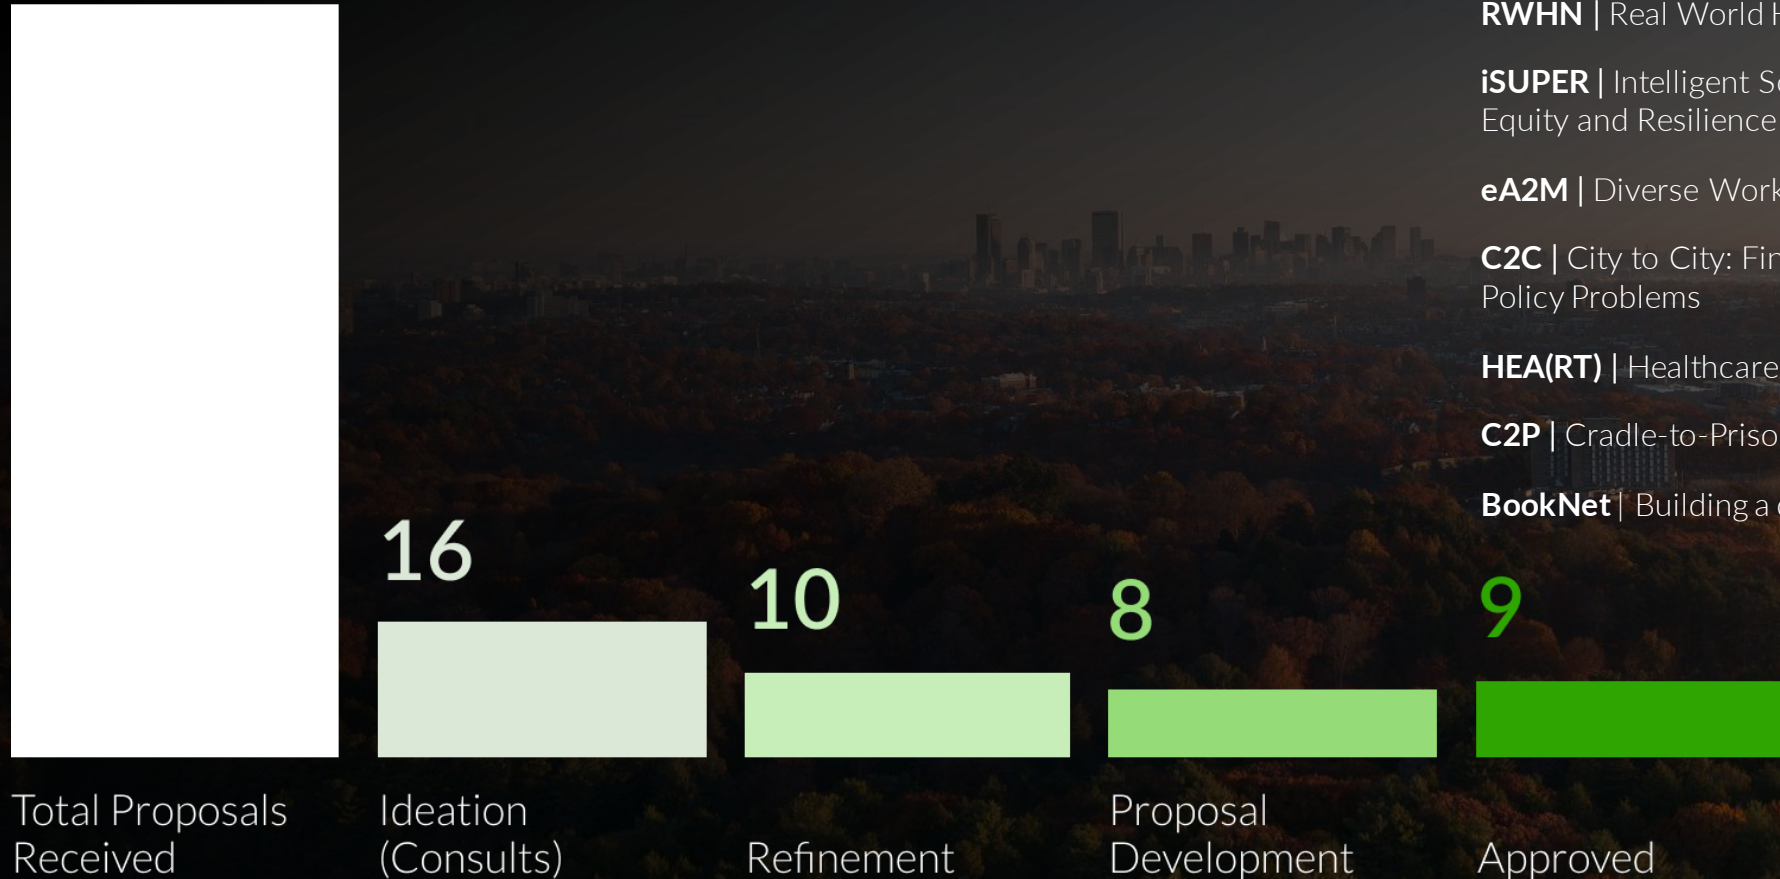 RWHN | Real World
iSUPER | Intelligent
Equity and Resilience
eA2M | Diverse
C2C | City to City:
Policy Problems
HEA(RT) | Healthcare
C2P |
BookNet | Building a
16
10
8
9
Total Proposals
Received
Ideation
(Consults)
Refinement
Proposal
Development
Approved